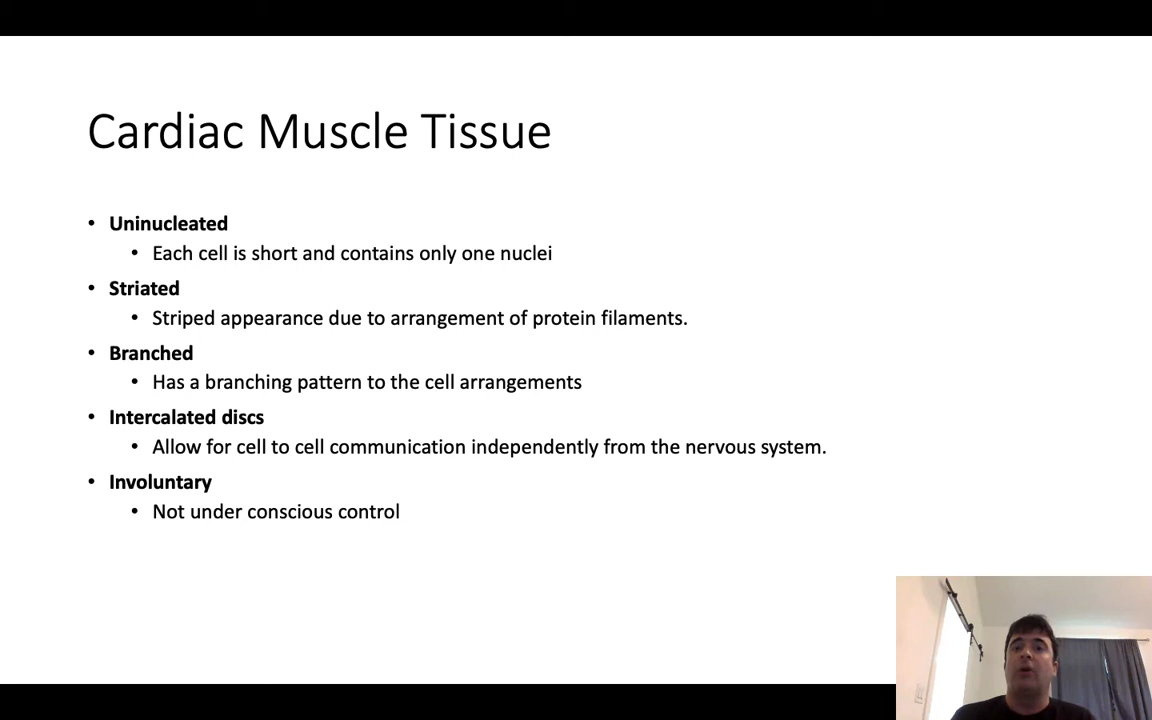 Cardiac Muscle Tissue
• Uninucleated
• Each cell is short and contains only one nuclei
• Striated
• Striped appearance due to arrangement of protein filaments.
• Branched
• Has a branching pattern to the cell arrangements
• Intercalated discs
• Allow for cell to cell communication independently from the nervous system.
• Involuntary
• Not under conscious control